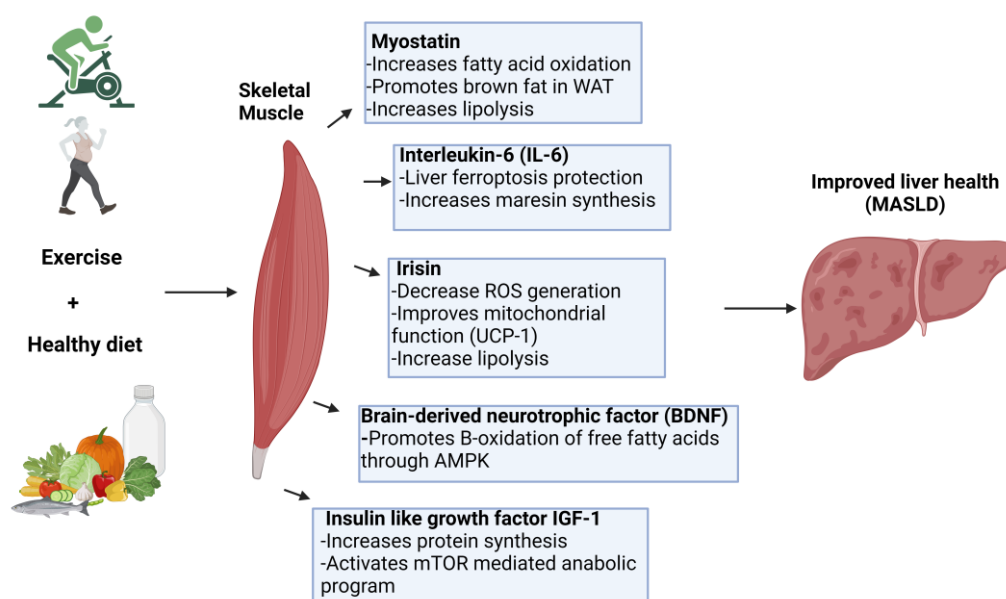 Exercise
+
Healthy diet
Skeletal
Muscle
Myostatin
-Increases fatty acid oxidation
-Promotes brown fat in WAT
-Increases lipolysis
Interleukin-6 (IL-6)
-Liver ferroptosis protection
-Increases maresin synthesis
Irisin
-Decrease ROS generation
-Improves mitochondrial
function (UCP-1)
-Increase lipolysis
Brain-derived neurotrophic factor (BDNF)
-Promotes B-oxidation of free fatty acids
through AMPK
Insulin like growth factor IGF-1
-Increases protein synthesis
-Activates mTOR mediated anabolic
program
Improved liver health
(MASLD)